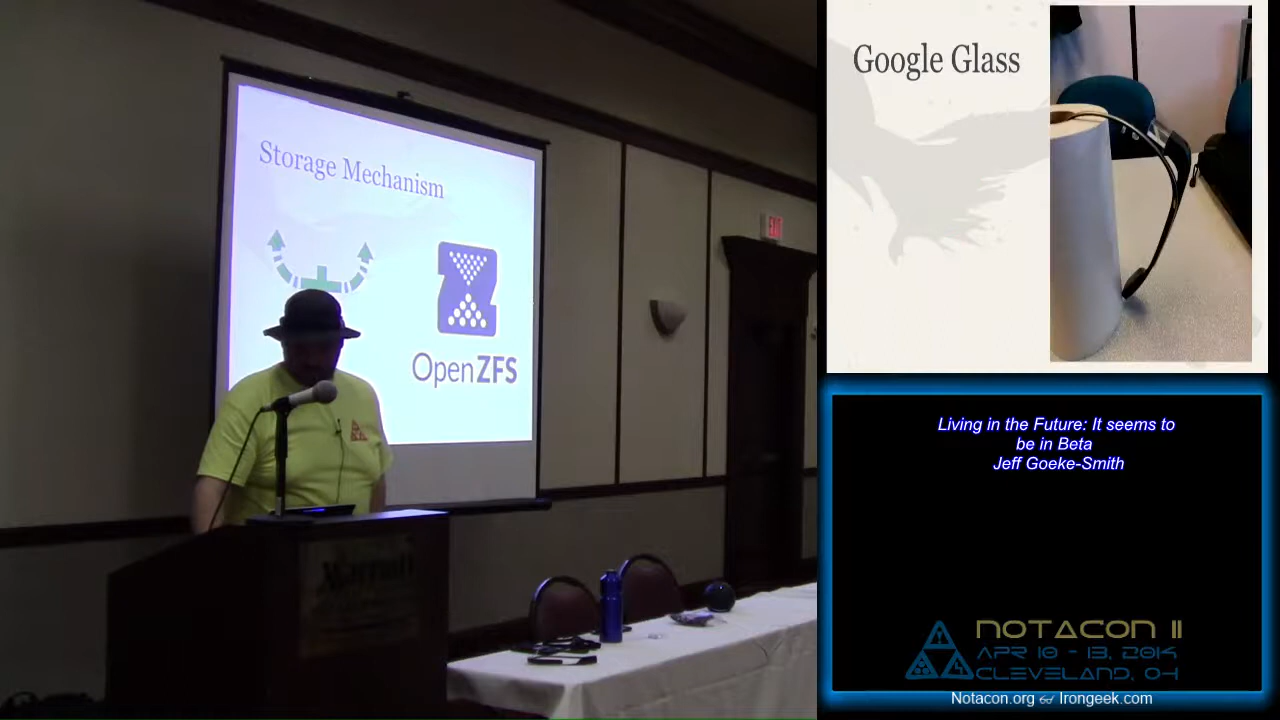 Storage Mechanism
OpenZFS
EXIT
Marriott
Google Glass
Living in the Future: It seems to
be in Beta
Jeff Goeke-Smith
NOTACON 11
APR 10 - 13, 2014
CLEVELAND, OH
Notacon.org Irongeek.com